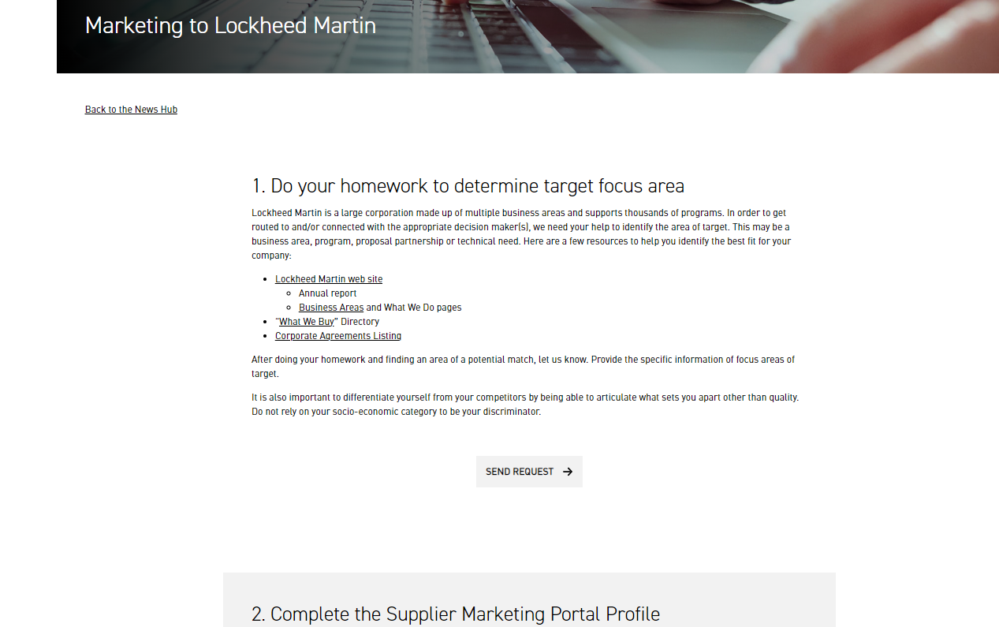 Marketing to Lockheed Martin
Back to the News Hub
1. Do your homework to determine target focus area
Lockheed Martin is a large corporation made up of multiple business areas and supports thousands of programs. In order to get
routed to and/or connected with the appropriate decision maker(s), we need your help to identify the area of target. This may be a
business area, program, proposal partnership or technical need. Here are a few resources to help you identify the best fit for your
company:
• Lockheed Martin web site
◦ Annual report
◦ Business Areas and What We Do pages
• “What We Buy” Directory
• Corporate Agreements Listing
After doing your homework and finding an area of a potential match, let us know. Provide the specific information of focus areas of
target.
It is also important to differentiate yourself from your competitors by being able to articulate what sets you apart other than quality.
Do not rely on your socio-economic category to be your discriminator.
SEND REQUEST →
2. Complete the Supplier Marketing Portal Profile